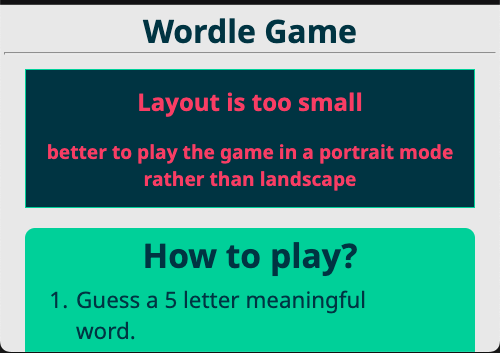 Wordle Game
Layout is too small
better to play the game in a portrait mode
rather than landscape
How to play?
1. Guess a 5 letter meaningful
word.